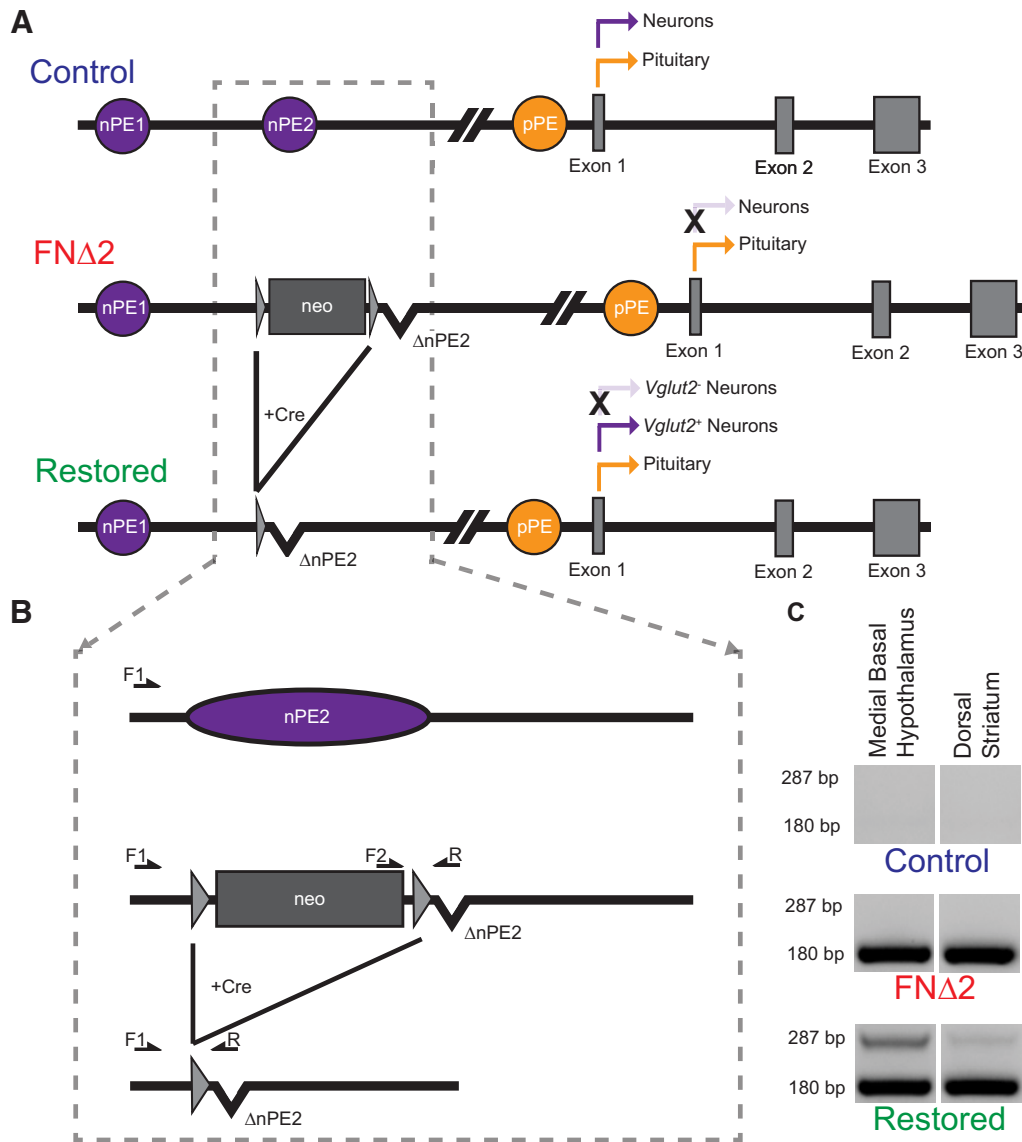 A
Neurons
Pituitary
Control
nPE1
nPE2
pPE
Exon 1
Exon 2
Exon 3
FNΔ2
X
Neurons
Pituitary
nPE1
neo
ΔnPE2
pPE
Exon 1
Exon 2
Exon 3
+Cre
X
Vglut2- Neurons
Vglut2+ Neurons
Pituitary
Restored
nPE1
ΔnPE2
pPE
Exon 1
Exon 2
Exon 3
B
F1
nPE2
F1
F2
R
neo
ΔnPE2
+Cre
F1
R
ΔnPE2
C
Medial Basal
Hypothalamus
Dorsal
Striatum
287 bp
180 bp
Control
287 bp
180 bp
FNΔ2
287 bp
180 bp
Restored